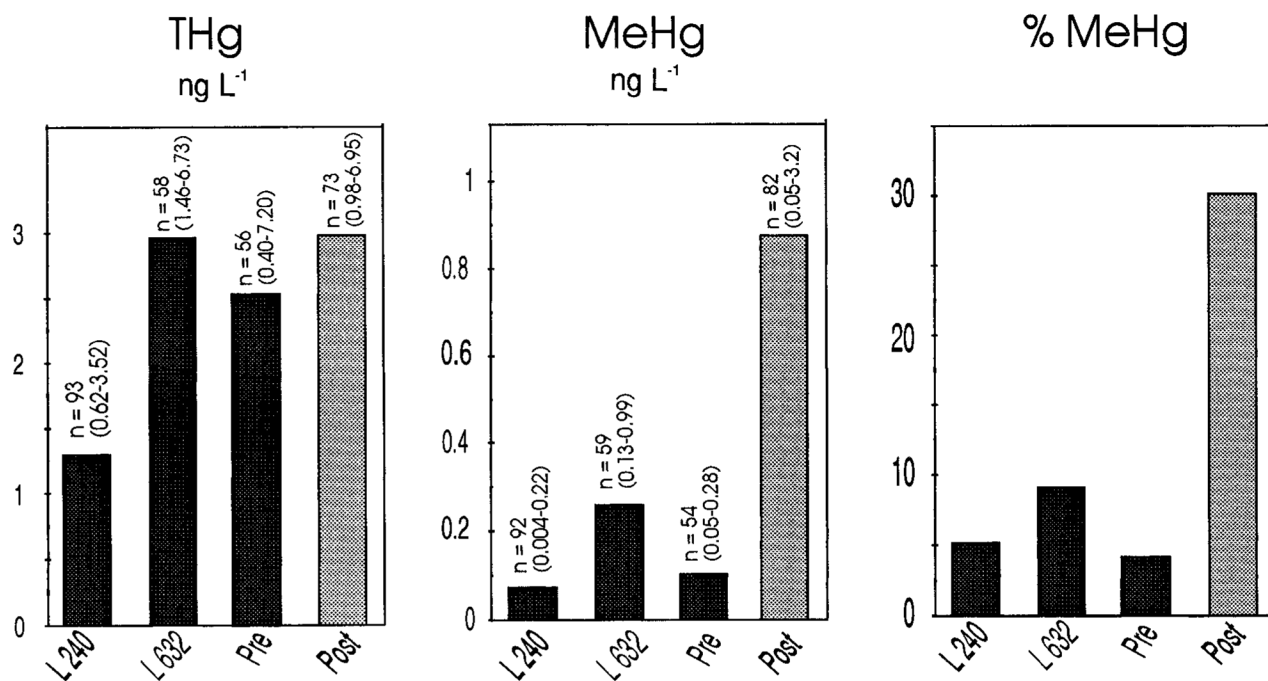 THg
ng L⁻¹
3
2
1
0
n = 93
(0.62-3.52)
n = 58
(1.46-6.73)
n = 56
(0.40-7.20)
n = 73
(0.98-6.95)
L 240
L 632
Pre
Post
MeHg
ng L⁻¹
1
0.8
0.6
0.4
0.2
0
n = 92
(0.004-0.22)
n = 59
(0.13-0.99)
n = 54
(0.05-0.28)
n = 82
(0.05-3.2)
L 240
L 632
Pre
Post
% MeHg
30
20
10
0
L 240
L 632
Pre
Post